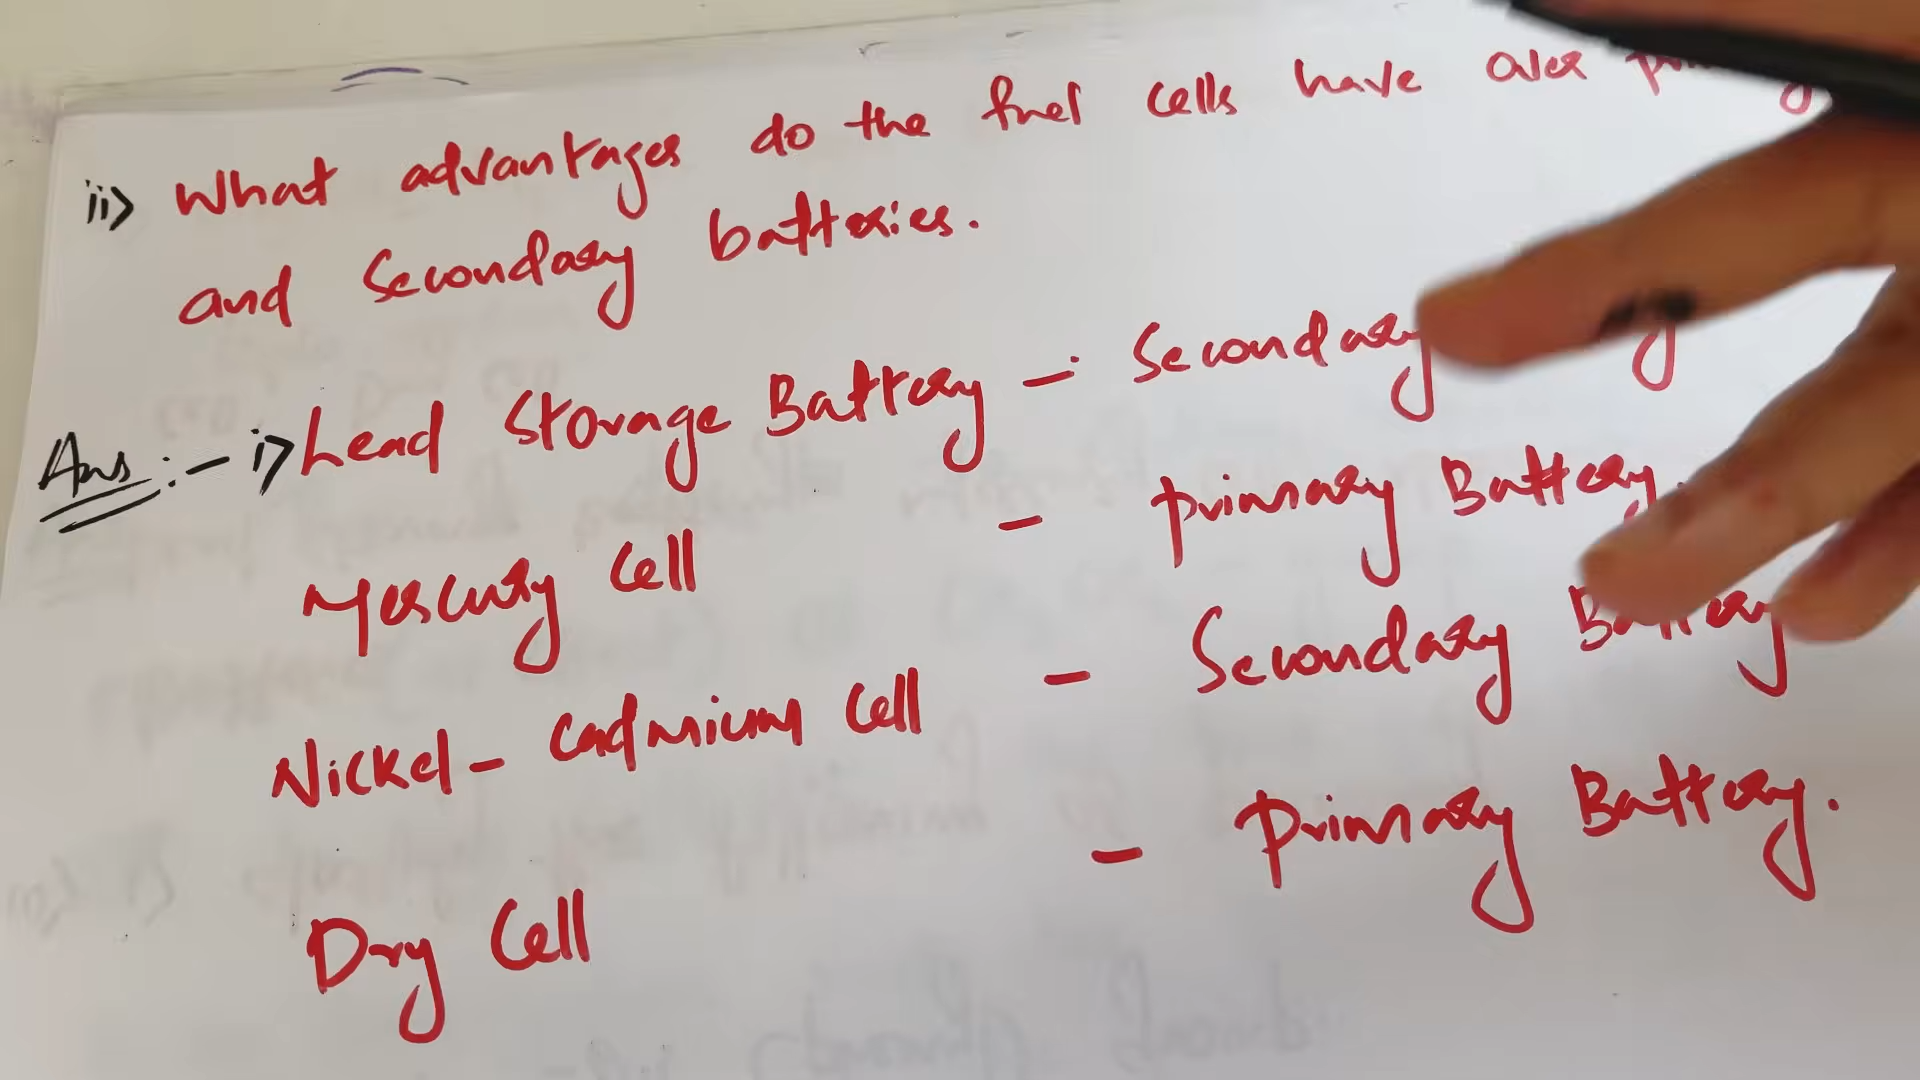 ii) What advantages do the fuel cells have over
and Secondary batteries.
Ans :- i) Lead Storage Battery - Secondary
Mercury Cell - Primary Battery.
Nickel- Cadmium Cell - Secondary Battery
Dry Cell - Primary Battery.